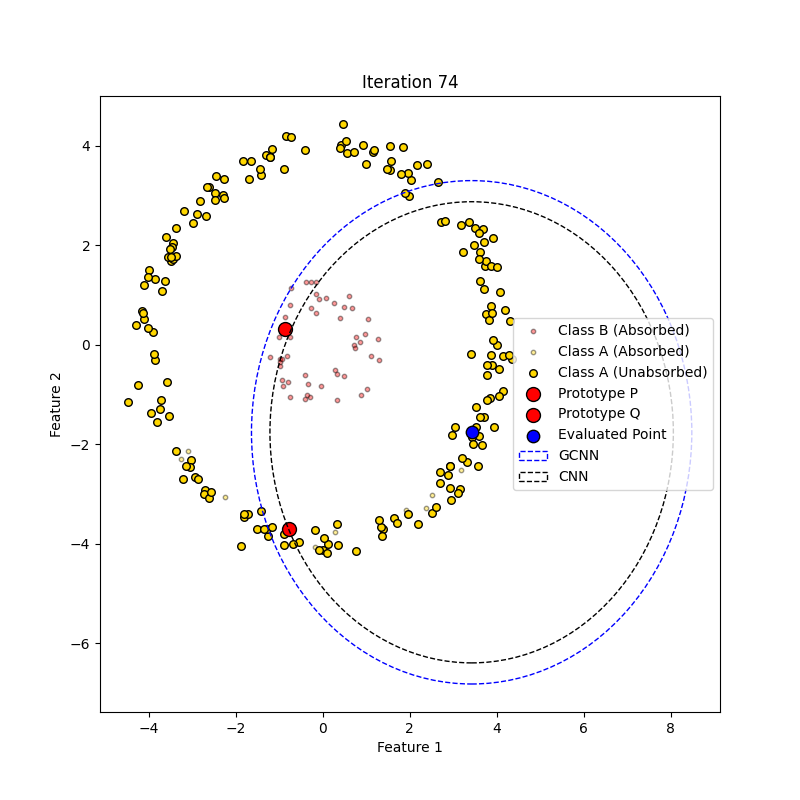 Iteration 74
Feature 2
4
2
0
−2
−4
−6
Class B (Absorbed)
Class A (Absorbed)
Class A (Unabsorbed)
Prototype P
Prototype Q
Evaluated Point
GCNN
CNN
−4
−2
0
2
4
6
8
Feature 1